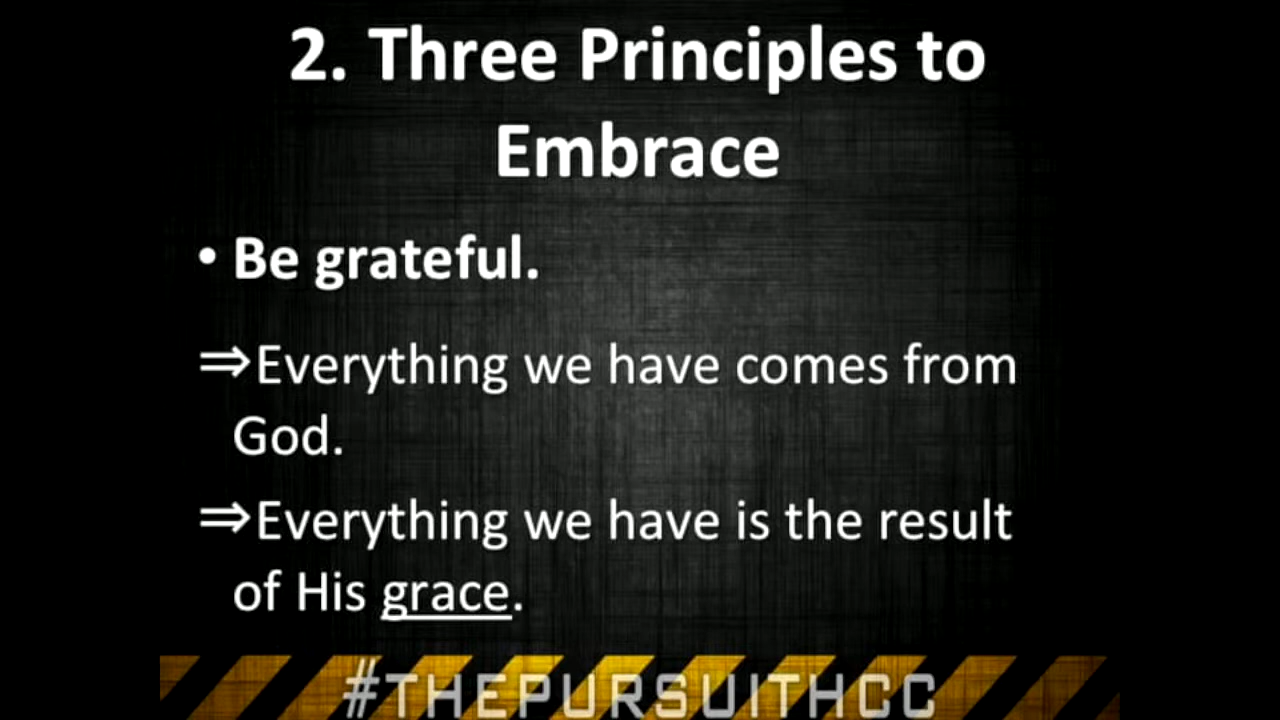 2. Three Principles to
Embrace
• Be grateful.
⇒Everything we have comes from
God.
⇒Everything we have is the result
of His grace.
#THEPURSUITHCC